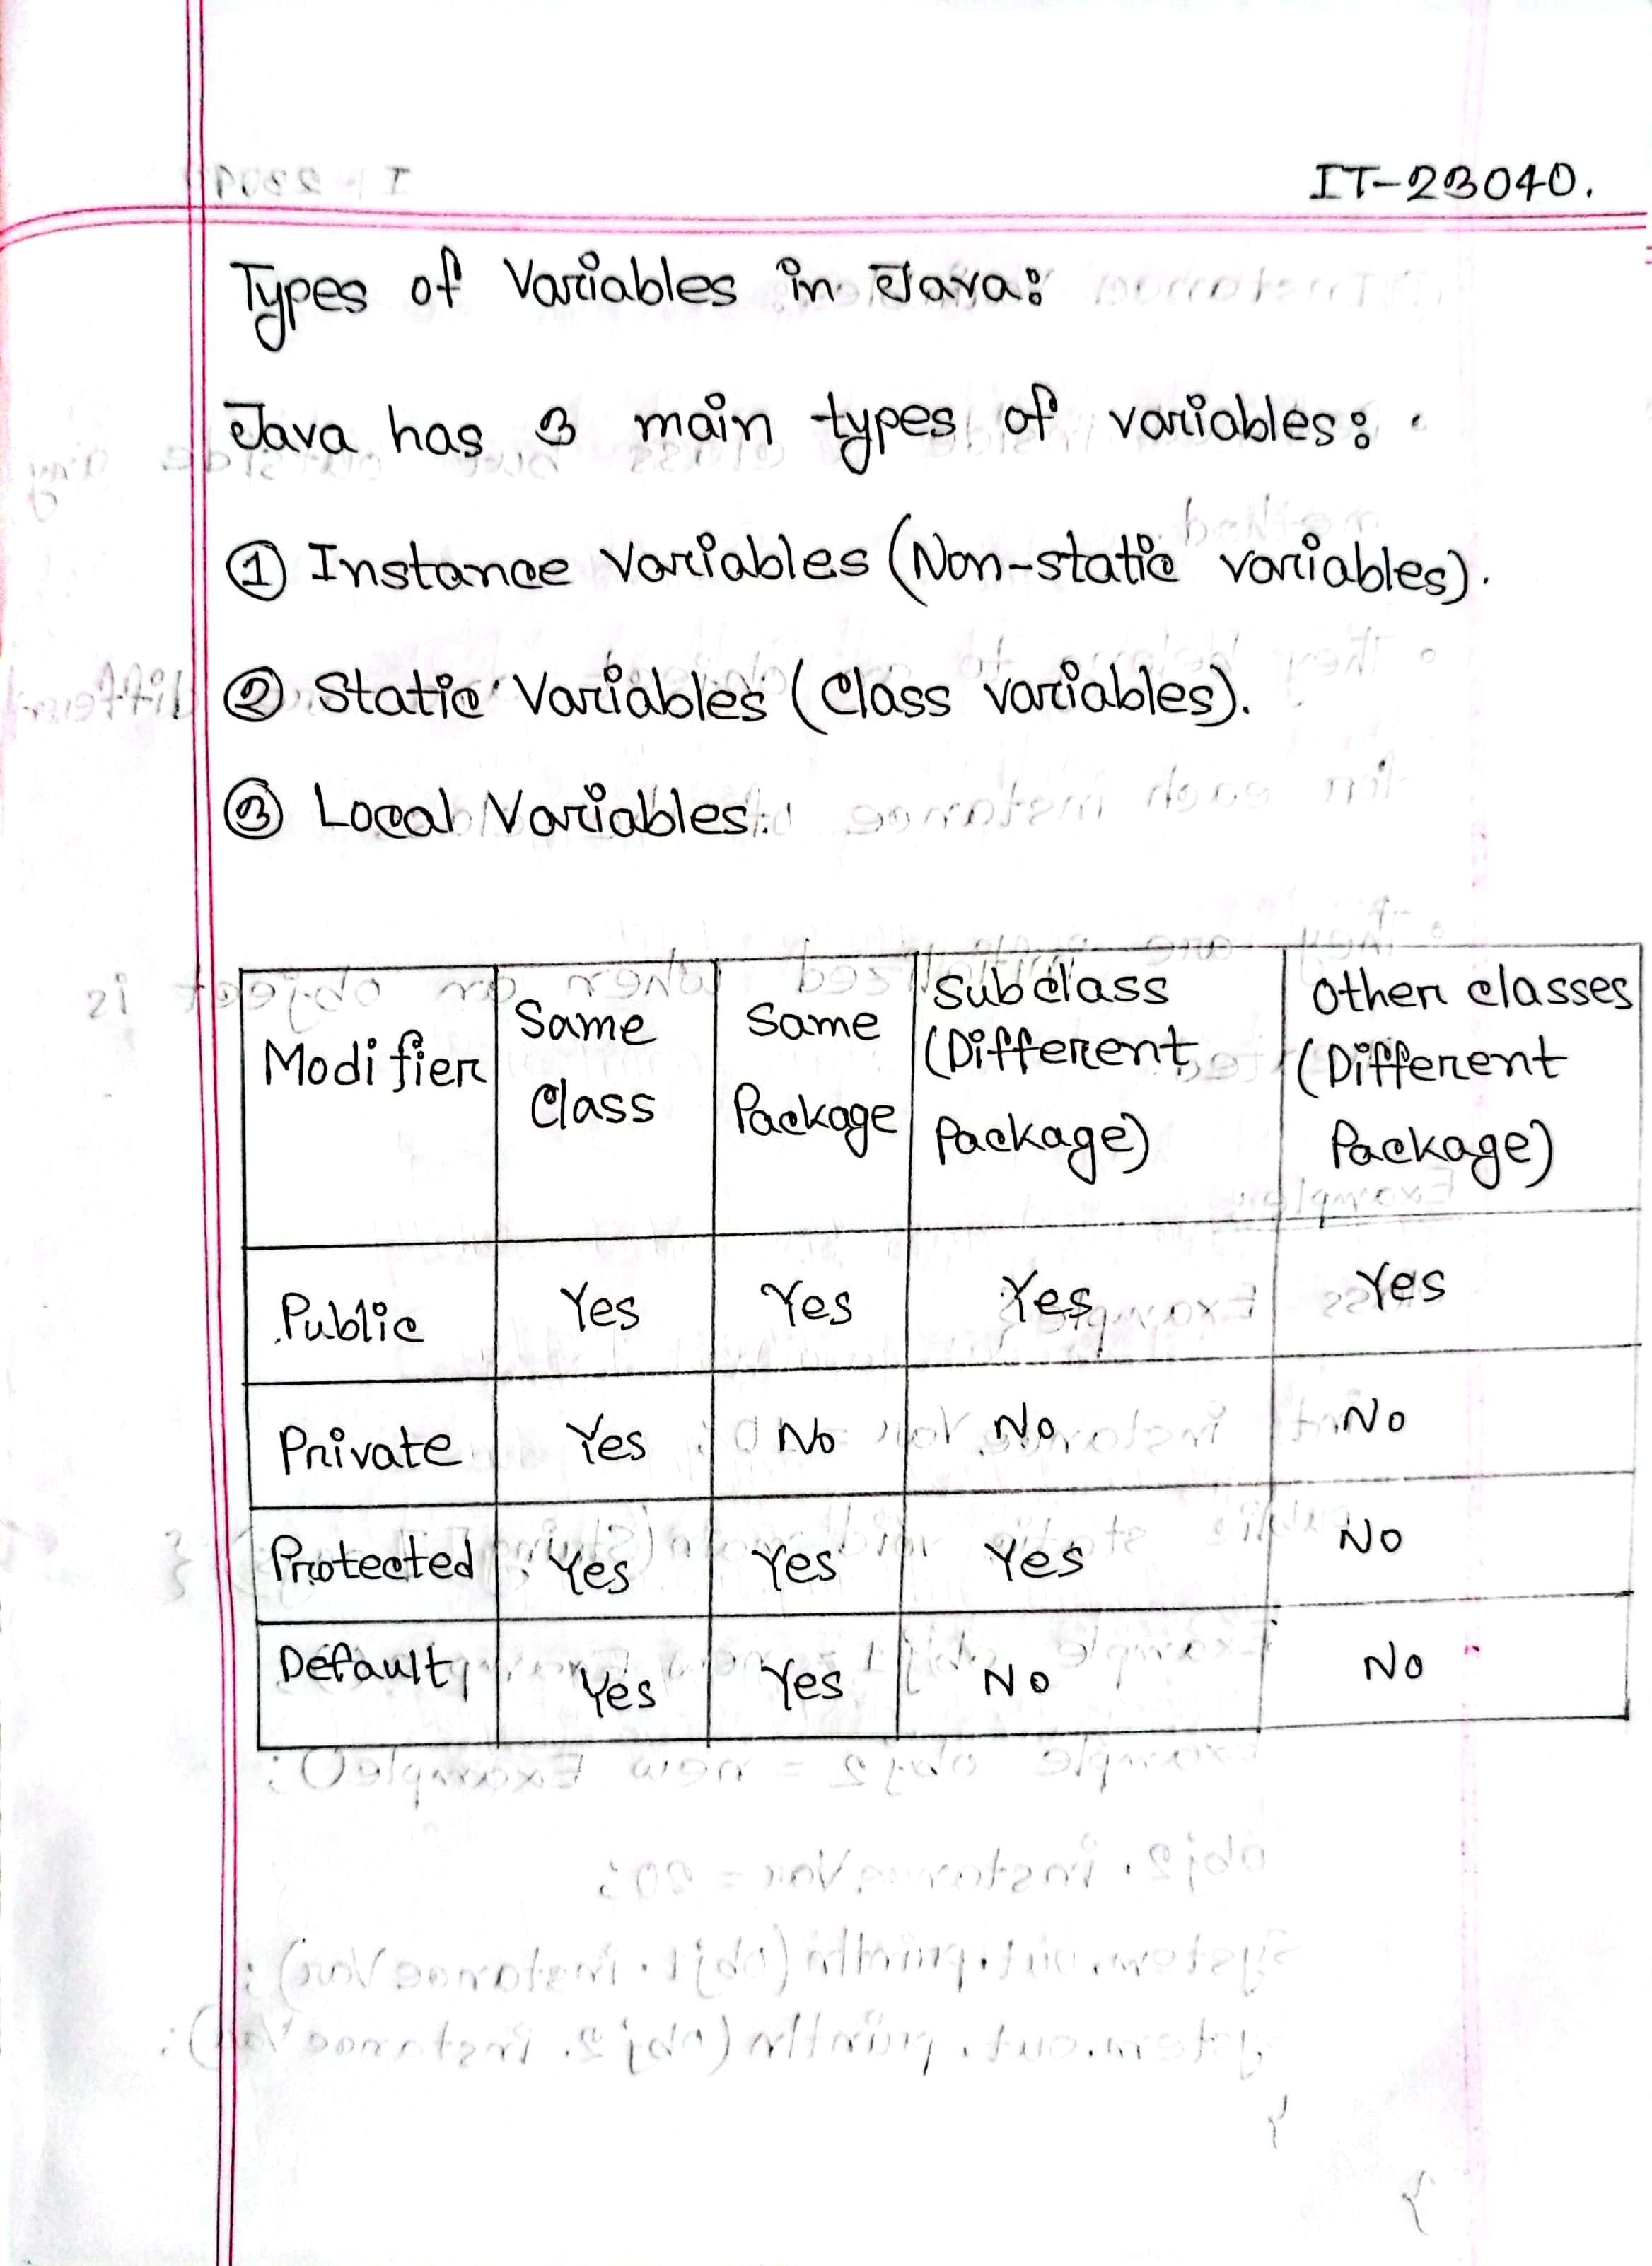 IT-23040.
Types of Variables in Java:
Java has 3 main types of variables:
① Instance Variables (Non-static variables).
② Static Variables (Class variables).
③ Local Variables.
Modifier | Same Class | Same Package | Subclass (Different Package) | Other classes (Different Package)
Public | Yes | Yes | Yes | Yes
Private | Yes | No | No | No
Protected | Yes | Yes | Yes | No
Default | Yes | Yes | No | No